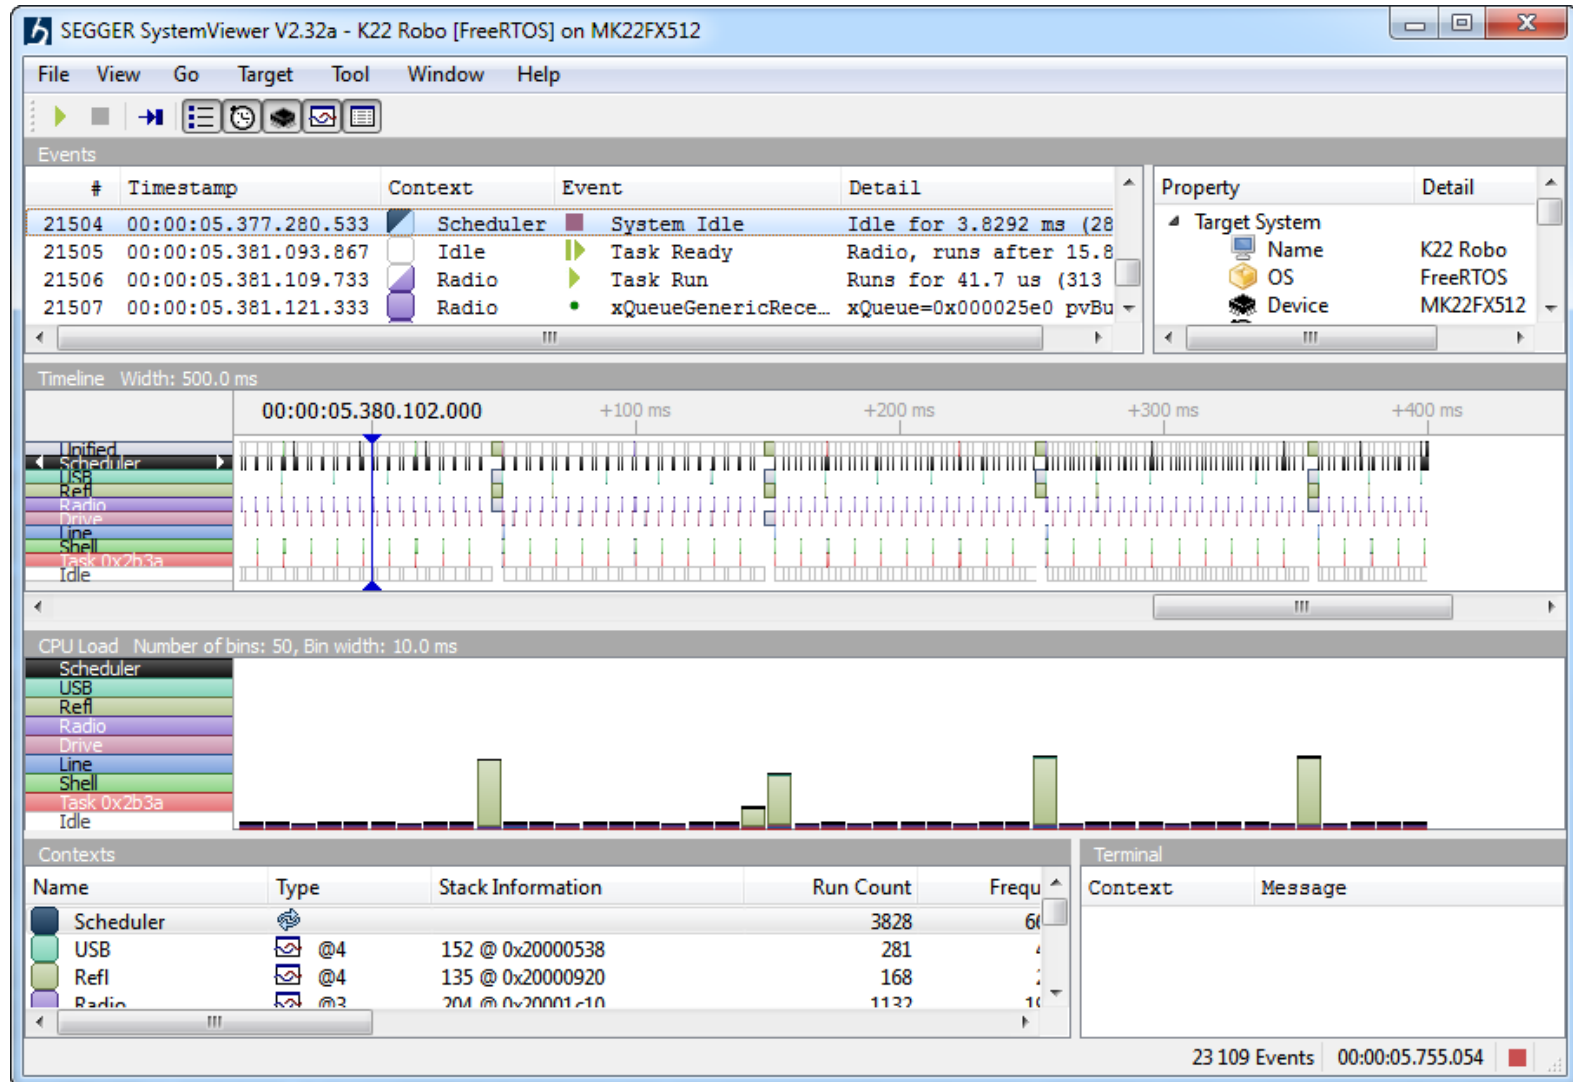 SEGGER SystemViewer V2.32a - K22 Robo [FreeRTOS] on MK22FX512
File View Go Target Tool Window Help
Events
# Timestamp Context Event Detail
21504 00:00:05.377.280.533 Scheduler System Idle Idle for 3.8292 ms (28
21505 00:00:05.381.093.867 Idle Task Ready Radio, runs after 15.8
21506 00:00:05.381.109.733 Radio Task Run Runs for 41.7 us (313
21507 00:00:05.381.121.333 Radio xQueueGenericRece… xQueue=0x000025e0 pvBu
Property Detail
Target System
Name K22 Robo
OS FreeRTOS
Device MK22FX512
Timeline Width: 500.0 ms
00:00:05.380.102.000 +100 ms +200 ms +300 ms +400 ms
Unified
Scheduler
USB
Refl
Radio
Drive
Line
Shell
Task 0x2b3a
Idle
CPU Load Number of bins: 50, Bin width: 10.0 ms
Scheduler
USB
Refl
Radio
Drive
Line
Shell
Task 0x2b3a
Idle
Contexts
Name Type Stack Information Run Count Frequ
Scheduler 3828
USB @4 152 @ 0x20000538 281
Refl @4 135 @ 0x20000920 168
Radio @3 204 @ 0x20001c10 1132
Terminal
Context Message
23 109 Events 00:00:05.755.054